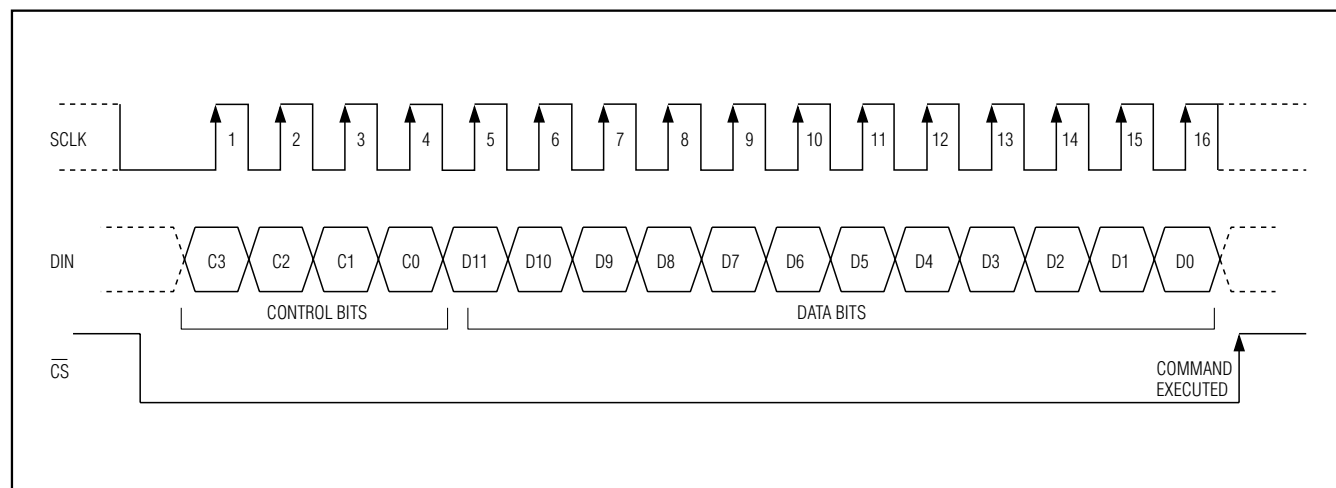 SCLK 1 2 3 4 5 6 7 8 9 10 11 12 13 14 15 16
DIN C3 C2 C1 C0 D11 D10 D9 D8 D7 D6 D5 D4 D3 D2 D1 D0
CONTROL BITS DATA BITS
CS
COMMAND
EXECUTED